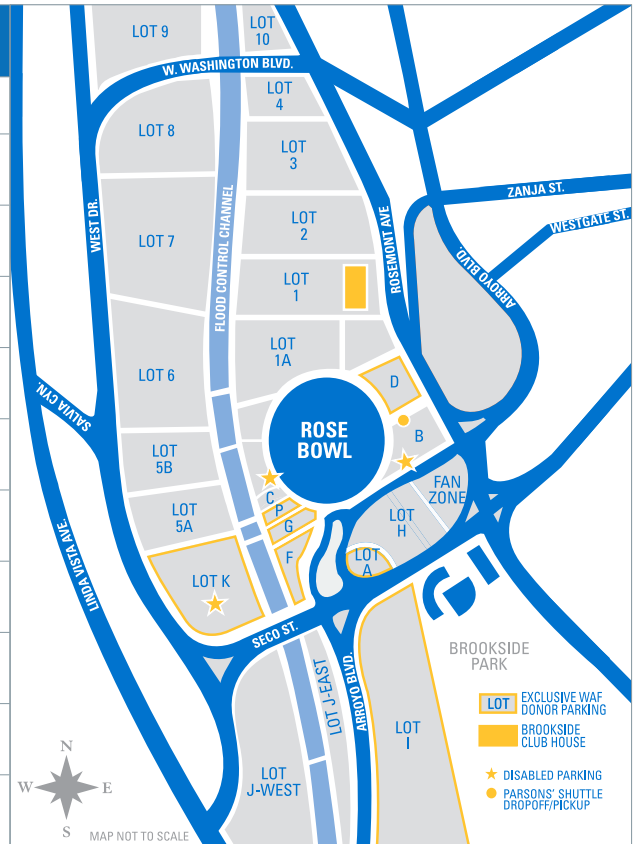 LOT 9
LOT
10
W. WASHINGTON BLVD.
LOT
4
LOT 8
LOT
3
ZANJA ST.
WESTGATE ST.
WEST DR.
FLOOD CONTROL CHANNEL
LOT
2
ROSEMONT AVE
ARROYO BLVD.
LOT 7
LOT
1
LOT
1A
LOT 6
D
SALVIA CYN.
ROSE
BOWL
B
LOT
5B
FAN
ZONE
C
P
G
LOT
5A
LOT
H
F
LOT
A
LOT K
LINDA VISTA AVE.
SECO ST.
BROOKSIDE
PARK
LOT J-EAST
ARROYO BLVD.
LOT
I
LOT
J-WEST
LOT
EXCLUSIVE WAF
DONOR PARKING
BROOKSIDE
CLUB HOUSE
DISABLED PARKING
PARSONS' SHUTTLE
DROPOFF/PICKUP
N
W
E
S
MAP NOT TO SCALE